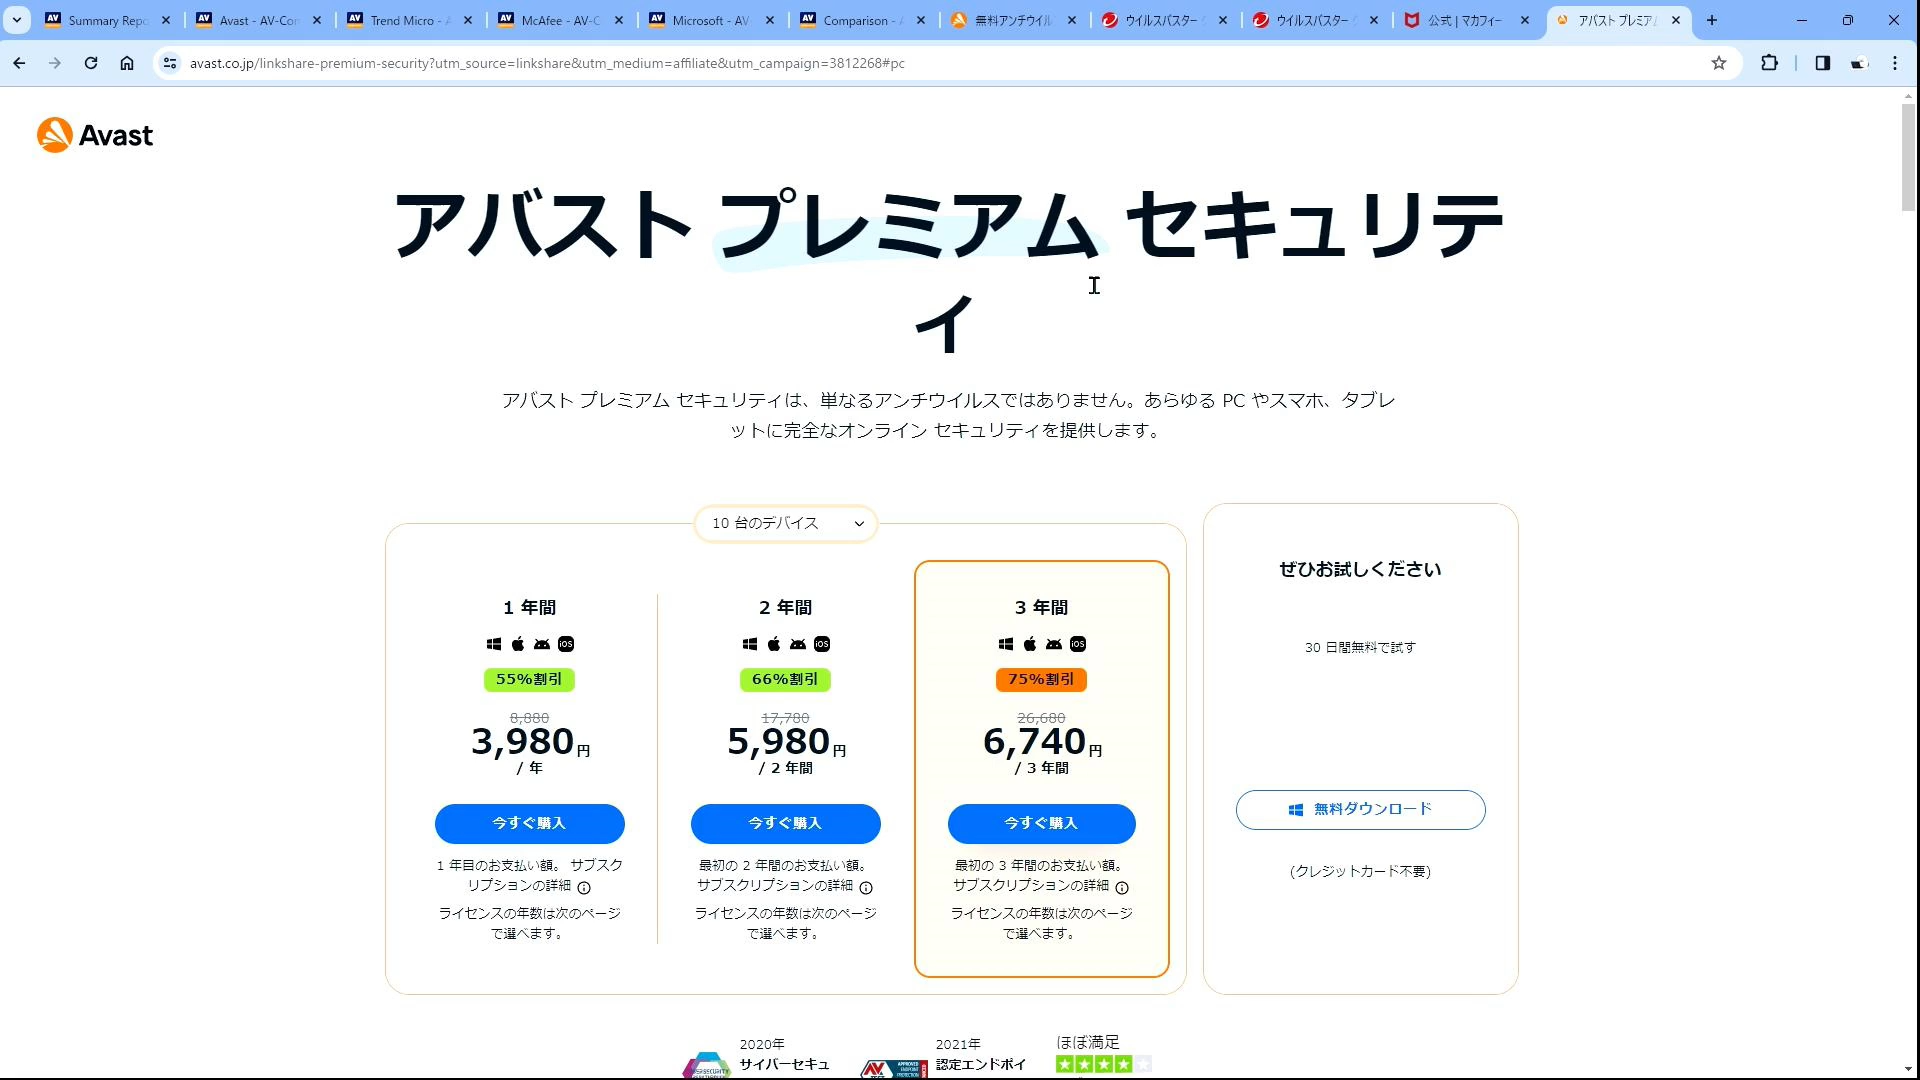 Summary Repo
Avast - AV-Com
Trend Micro - A
McAfee - AV-C
Microsoft - AV
Comparison - A
無料アンチウイル
ウイルスバスター
ウイルスバスター
公式 | マカフィー
アバスト プレミア
avast.co.jp/linkshare-premium-security?utm_source=linkshare&utm_medium=affiliate&utm_campaign=3812268#pc
Avast
アバスト プレミアム セキュリテ
ィ
アバスト プレミアム セキュリティは、単なるアンチウイルスではありません。あらゆる PC やスマホ、タブレ
ットに完全なオンライン セキュリティを提供します。
10 台のデバイス
1 年間
iOS
55%割引
8,880
3,980 円
/ 年
今すぐ購入
1 年目のお支払い額。 サブスク
リプションの詳細
ライセンスの年数は次のページ
で選べます。
2 年間
iOS
66%割引
17,780
5,980 円
/ 2 年間
今すぐ購入
最初の 2 年間のお支払い額。
サブスクリプションの詳細
ライセンスの年数は次のページ
で選べます。
3 年間
iOS
75%割引
26,680
6,740 円
/ 3 年間
今すぐ購入
最初の 3 年間のお支払い額。
サブスクリプションの詳細
ライセンスの年数は次のページ
で選べます。
ぜひお試しください
30 日間無料で試す
無料ダウンロード
(クレジットカード不要)
2020年
サイバーセキュ
2021年
認定エンドポイ
ほぼ満足